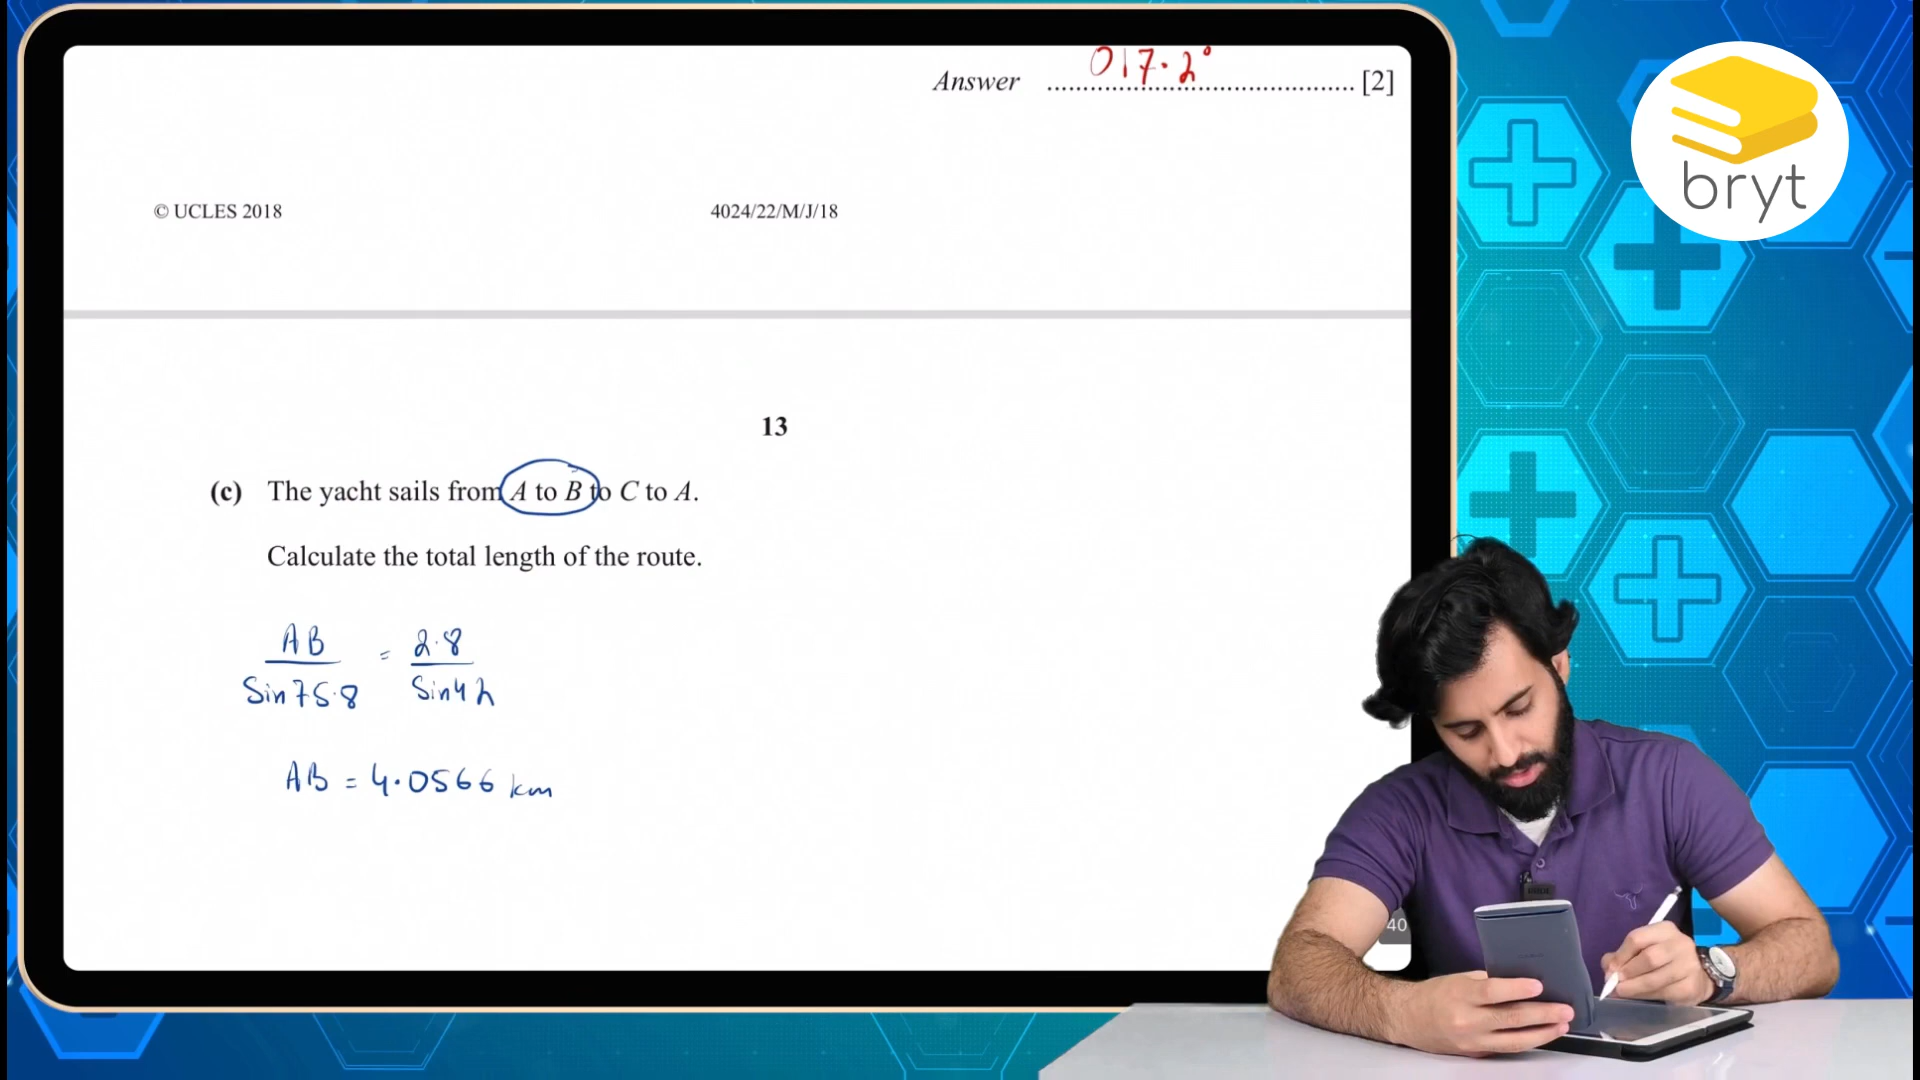 017.2°
Answer ................................................ [2]
bryt
© UCLES 2018
4024/22/M/J/18
13
(c) The yacht sails from A to B to C to A.
Calculate the total length of the route.
AB = 2.8
Sin 75.8 Sin 42
AB = 4.0566 km
40